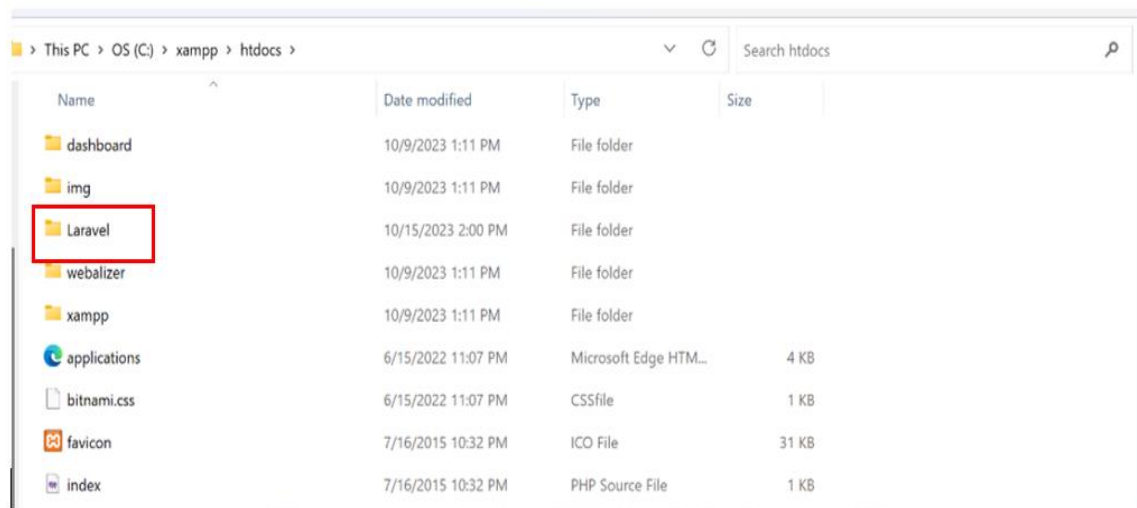 This PC > OS (C:) > xampp > htdocs > Search htdocs
Name Date modified Type Size
dashboard 10/9/2023 1:11 PM File folder
img 10/9/2023 1:11 PM File folder
Laravel 10/15/2023 2:00 PM File folder
webalizer 10/9/2023 1:11 PM File folder
xampp 10/9/2023 1:11 PM File folder
applications 6/15/2022 11:07 PM Microsoft Edge HTM... 4 KB
bitnami.css 6/15/2022 11:07 PM CSSfile 1 KB
favicon 7/16/2015 10:32 PM ICO File 31 KB
index 7/16/2015 10:32 PM PHP Source File 1 KB